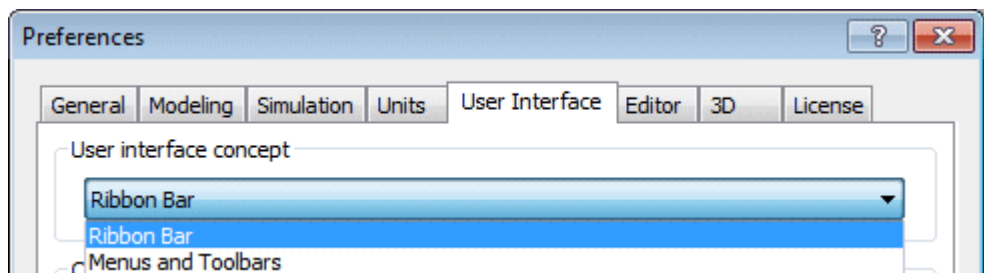 Preferences
?
General Modeling Simulation Units User Interface Editor 3D License
User interface concept
Ribbon Bar
Ribbon Bar
Menus and Toolbars